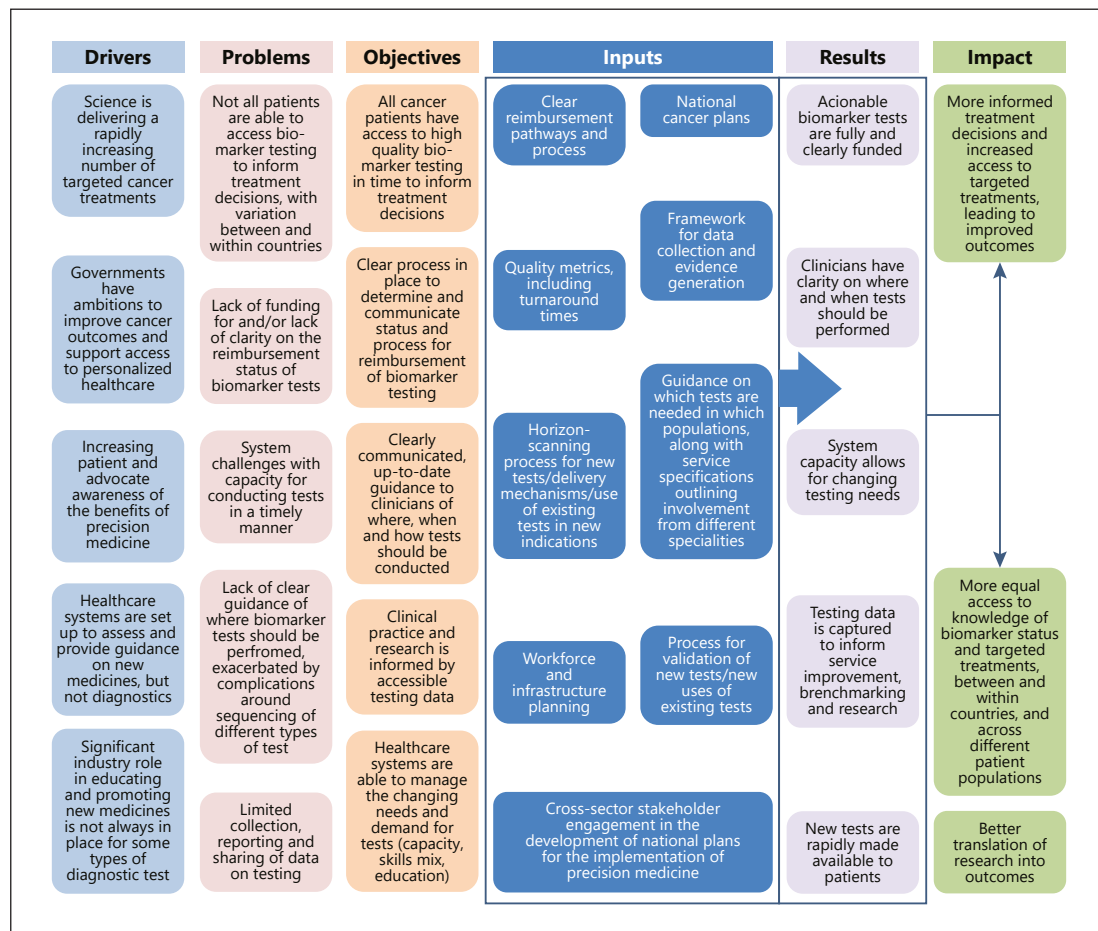 Drivers
Problems
Objectives
Inputs
Results
Impact
Science is
delivering a
rapidly
increasing
number of
targeted cancer
treatments
Governments
have
ambitions to
improve cancer
outcomes and
support access
to personalized
healthcare
Increasing
patient and
advocate
awareness of
the benefits of
precision
medicine
Healthcare
systems are set
up to assess and
provide guidance
on new
medicines, but
not diagnostics
Significant
industry role
in educating
and promoting
new medicines
is not always in
place for some
types of
diagnostic test
Not all patients
are able to
access bio-
marker testing
to inform
treatment
decisions, with
variation
between and
within countries
Lack of funding
for and/or lack
of clarity on the
reimbursement
status of
biomarker tests
System
challenges with
capacity for
conducting tests
in a timely
manner
Lack of clear
guidance of
where biomarker
tests should be
perfromed,
exacerbated by
complications
around
sequencing of
different types
of test
Limited
collection,
reporting and
sharing of data
on testing
All cancer
patients have
access to high
quality bio-
marker testing
in time to inform
treatment
decisions
Clear process in
place to
determine and
communicate
status and
process for
reimbursement
of biomarker
testing
Clearly
communicated,
up-to-date
guidance to
clinicians of
where, when
and how tests
should be
conducted
Clinical
practice and
research is
informed by
accessible
testing data
Healthcare
systems are
able to manage
the changing
needs and
demand for
tests (capacity,
skills mix,
education)
Clear
reimbursement
pathways and
process
National
cancer plans
Quality metrics,
including
turnaround
times
Framework
for data
collection and
evidence
generation
Horizon-
scanning
process for new
tests/delivery
mechanisms/use
of existing
tests in new
indications
Guidance on
which tests are
needed in which
populations,
along with
service
specifications
outlining
involvement
from different
specialities
Workforce
and
infrastructure
planning
Process for
validation of
new tests/new
uses of
existing tests
Cross-sector stakeholder
engagement in the
development of national plans
for the implementation of
precision medicine
Acionable
biomarker tests
are fully and
clearly funded
Clinicians have
clarity on where
and when tests
should be
performed
System
capacity allows
for changing
testing needs
Testing data
is captured
to inform
service
improvement,
brenchmarking
and research
New tests are
rapidly made
available to
patients
More informed
treatment
decisions and
increased
access to
targeted
treatments,
leading to
improved
outcomes
More equal
access to
knowledge of
biomarker status
and targeted
treatments,
between and
within
countries, and
across
different
patient
populations
Better
translation of
research into
outcomes